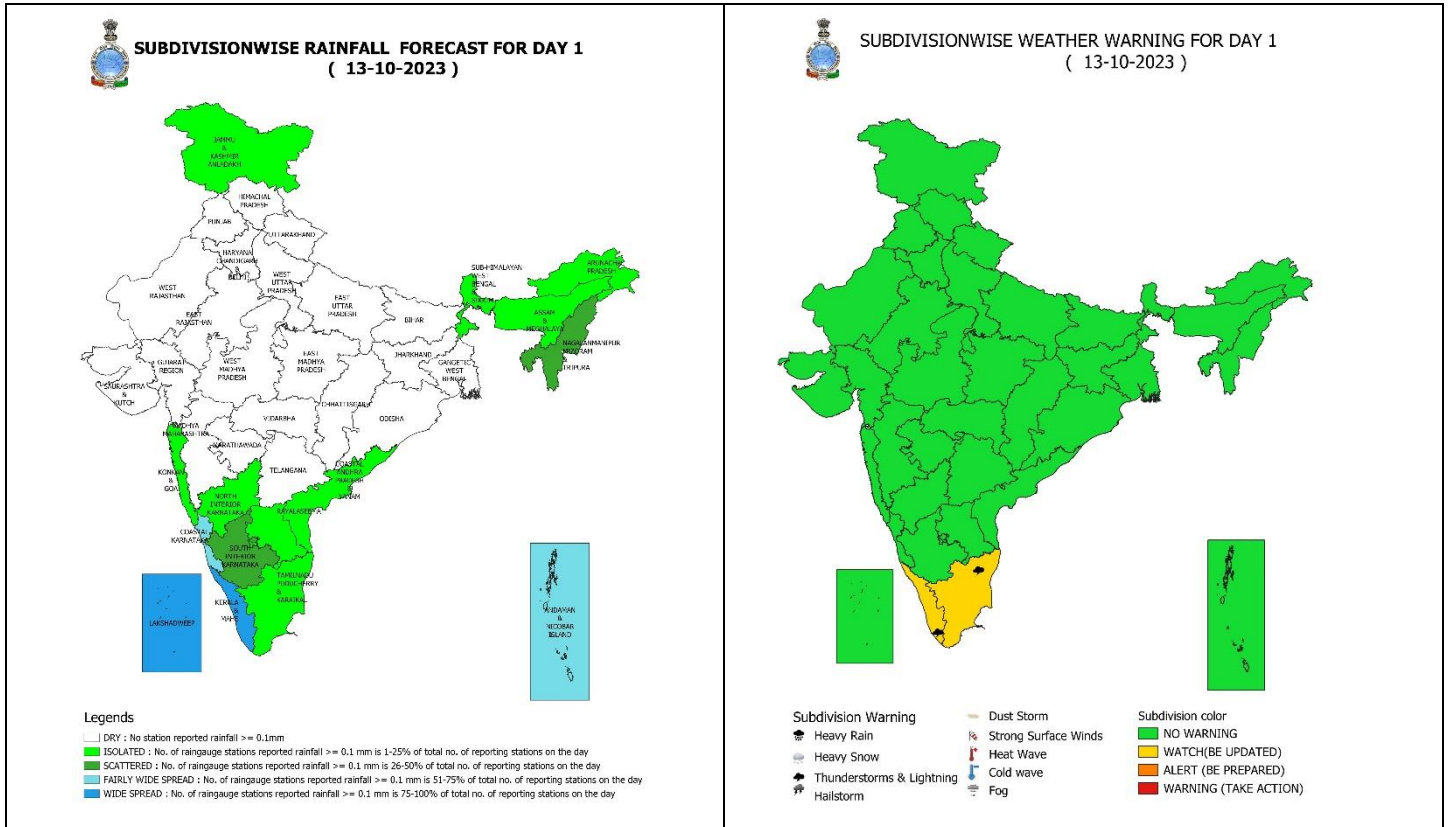 SUBDIVISIONWISE RAINFALL FORECAST FOR DAY 1
( 13-10-2023 )
JAMMU
&
KASHMIR
ANLADAKH
HIMACHAL
PRADESH
PUNJAB
UTTARAKHAND
HARYANA
CHANDIGARH
&
DELHI
WEST
UTTAR
PRADESH
WEST
RAJASTHAN
EAST
RAJASTHAN
EAST
UTTAR
PRADESH
BIHAR
SUB-HIMALAYAN
WEST
BENGAL
&
SIKKIM
ARUNACHAL
PRADESH
ASSAM
&
MEGHALAYA
NAGALANMANIPUR
MIZORAM
&
TRIPURA
GUJARAT
REGION
SAURASHTRA
&
KUTCH
WEST
MADHYA
PRADESH
EAST
MADHYA
PRADESH
JHARKHAND
GANGETIC
WEST
BENGAL
CHHATTISGARH
ODISHA
VIDARBHA
MADHYA
MAHARASHTRA
MARATHAWADA
TELANGANA
KONKAN
&
GOA
COASTAL
ANDHRA
PRADESH
&
YANAM
NORTH
INTERIOR
KARNATAKA
RAYALASEEMA
COASTAL
KARNATAKA
SOUTH
INTERIOR
KARNATAKA
TAMILNADU
PUDUCHERRY
&
KARAIKAL
KERALA
&
MAHE
LAKSHADWEEP
ANDAMAN
&
NICOBAR
ISLAND
Legends
DRY : No station reported rainfall >= 0.1mm
ISOLATED : No. of raingauge stations reported rainfall >= 0.1 mm is 1-25% of total no. of reporting stations on the day
SCATTERED : No. of raingauge stations reported rainfall >= 0.1 mm is 26-50% of total no. of reporting stations on the day
FAIRLY WIDE SPREAD : No. of raingauge stations reported rainfall >= 0.1 mm is 51-75% of total no. of reporting stations on the day
WIDE SPREAD : No. of raingauge stations reported rainfall >= 0.1 mm is 75-100% of total no. of reporting stations on the day
SUBDIVISIONWISE WEATHER WARNING FOR DAY 1
( 13-10-2023 )
Subdivision Warning
Heavy Rain
Heavy Snow
Thunderstorms & Lightning
Hailstorm
Dust Storm
Strong Surface Winds
Heat Wave
Cold wave
Fog
Subdivision color
NO WARNING
WATCH(BE UPDATED)
ALERT (BE PREPARED)
WARNING (TAKE ACTION)